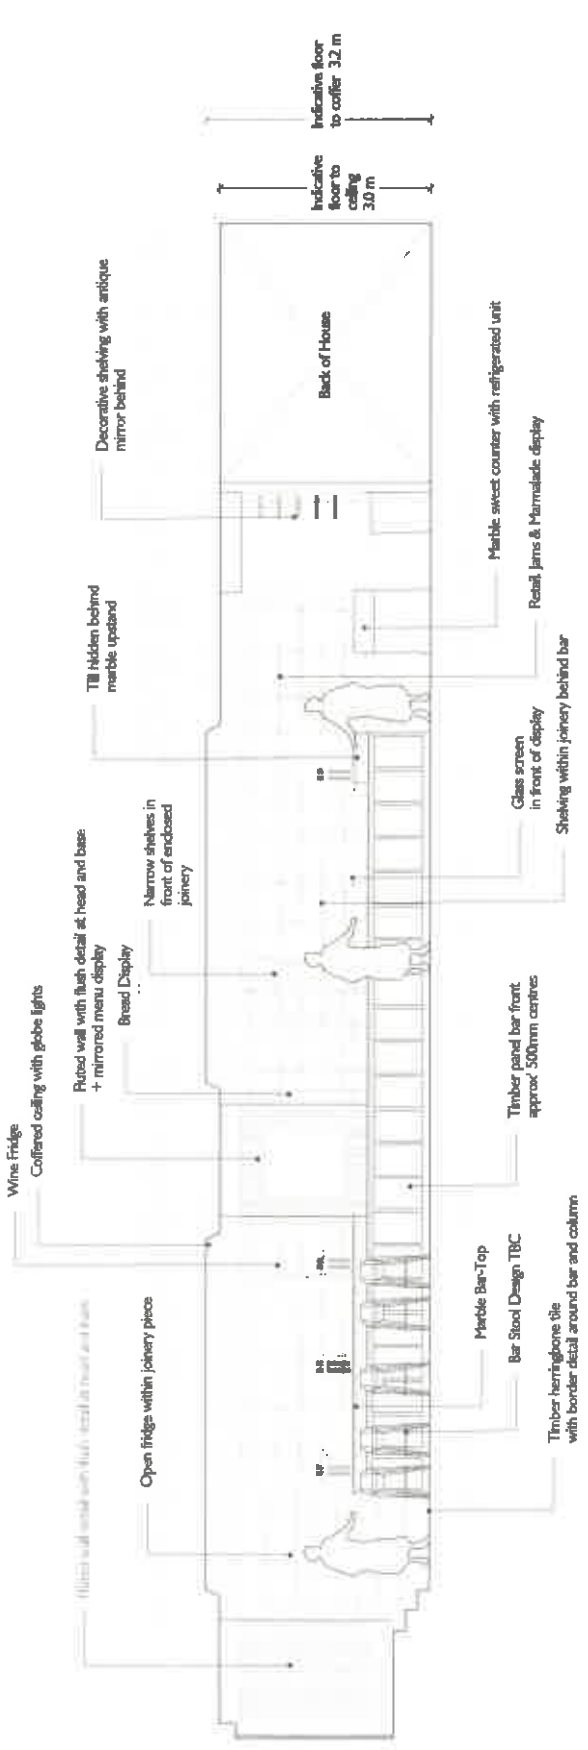 Wine Fridge
Coffered ceiling with globe lights
Fluted wall with flush detail at head and base
+ mirrored menu display
Bread Display
Narrow shelves in
front of enclosed
joinery
Till hidden behind
marble upstand
Decorative shelving with antique
mirror behind
Open fridge within joinery piece
Back of House
Indicative
floor to
ceiling
3.0 m
Indicative floor
to coffer 3.2 m
Timber herringbone tile
with border detail around bar and column
Bar Stool Design TBC
Marble Bar-Top
Timber panel bar front
approx' 500mm centres
Shelving within joinery behind bar
Glass screen
in front of display
Retail, Jams & Marmalade display
Marble sweet counter with refrigerated unit